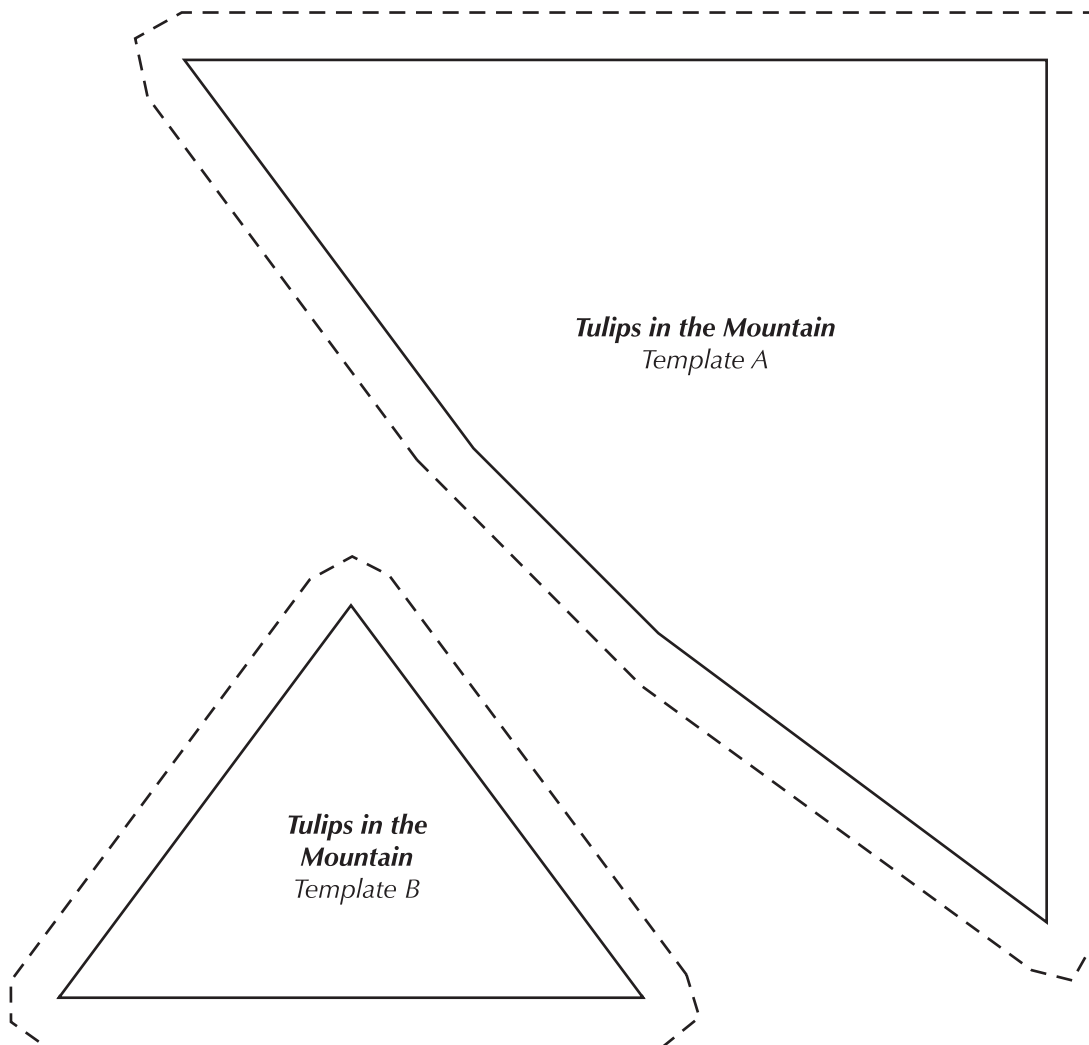 Tulips in the Mountain
Template A
Tulips in the
Mountain
Template B